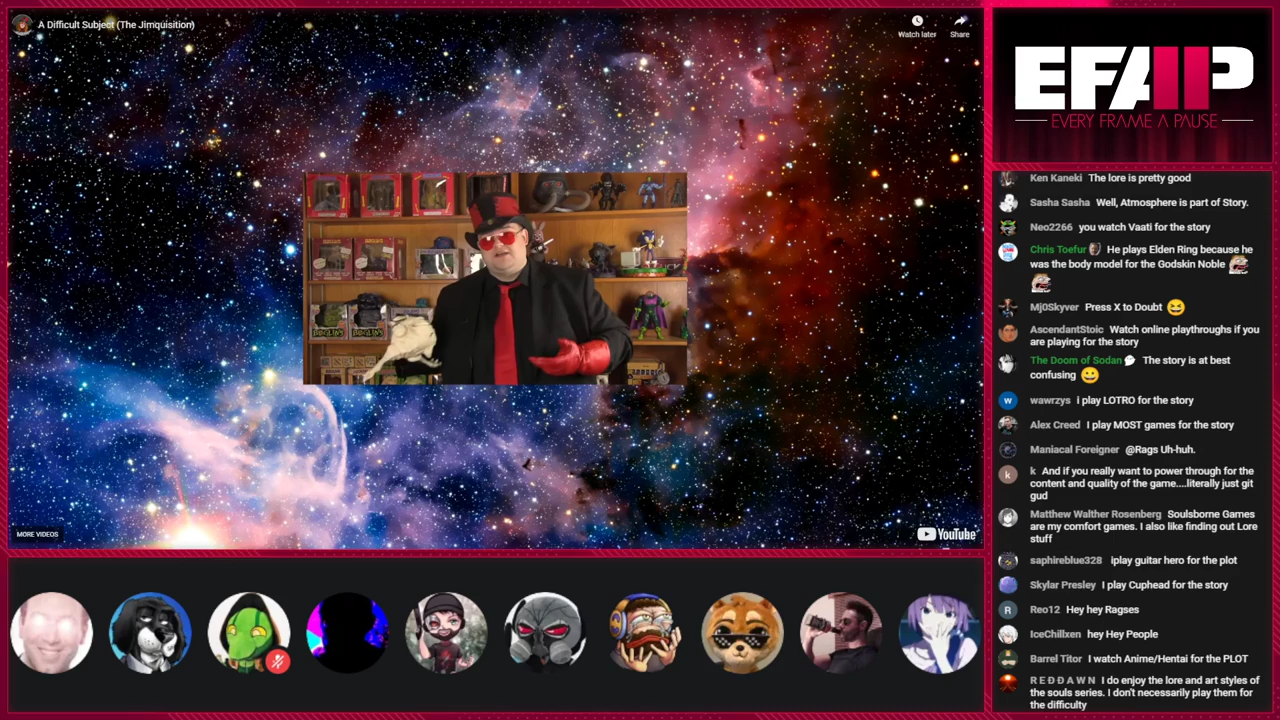 A Difficult Subject (The Jimquisition)
Watch later
Share
MORE VIDEOS
YouTube
EFAP
EVERY FRAME A PAUSE
Ken Kaneki The lore is pretty good
Sasha Sasha Well, Atmosphere is part of Story.
Neo2266 you watch Vaati for the story
Chris Toefur He plays Elden Ring because he
was the body model for the Godskin Noble
Mj0Skyver Press X to Doubt
AscendantStoic Watch online playthroughs if you
are playing for the story
The Doom of Sodan The story is at best
confusing
w
wawrzys i play LOTRO for the story
Alex Creed I play MOST games for the story
Maniacal Foreigner @Rags Uh-huh.
k
k And if you really want to power through for the
content and quality of the game....literally just git
gud
Matthew Walther Rosenberg Soulsborne Games
are my comfort games. I also like finding out Lore
stuff
saphireblue328 iplay guitar hero for the plot
Skylar Presley I play Cuphead for the story
R
Reo12 Hey hey Ragses
IceChillxen hey Hey People
Barrel Titor I watch Anime/Hentai for the PLOT
R E Đ Đ A W N I do enjoy the lore and art styles of
the souls series. I don't necessarily play them for
the difficulty